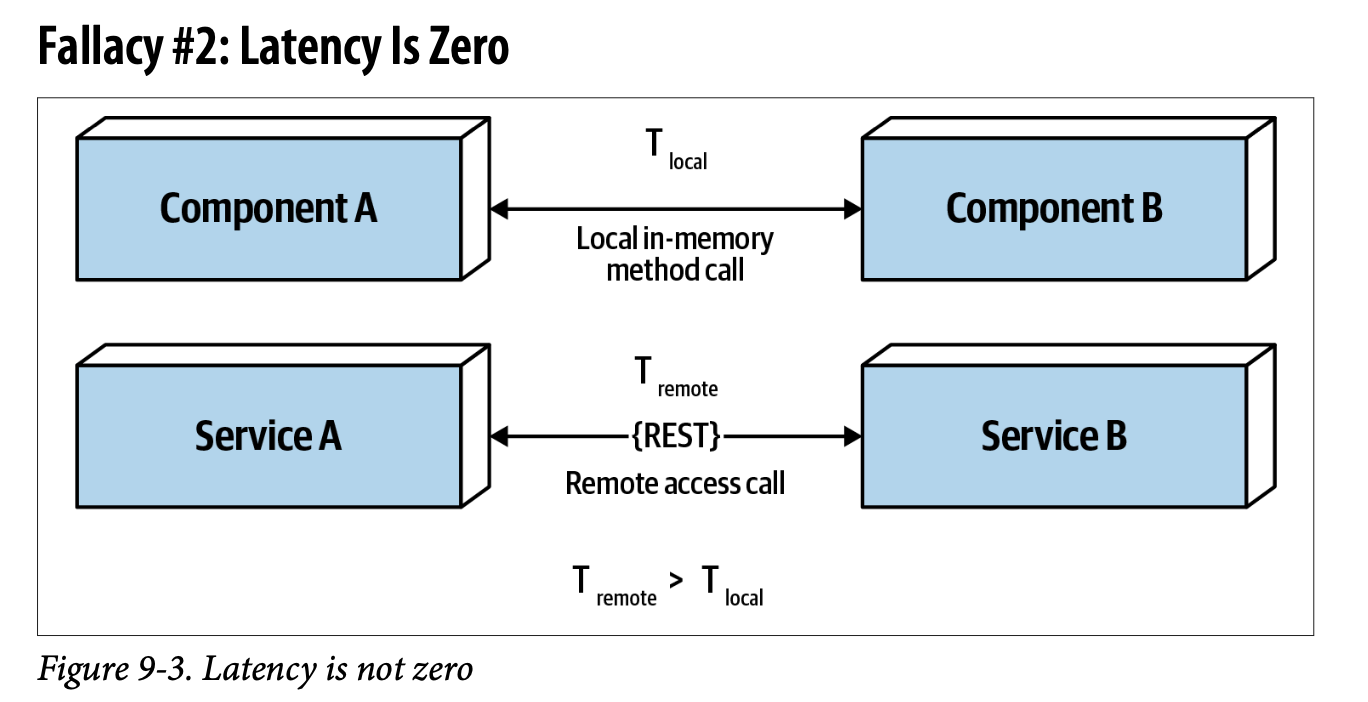 Fallacy #2: Latency Is Zero
T local
Component A
Component B
Local in-memory
method call
T remote
Service A
{REST}
Service B
Remote access call
T remote > T local
Figure 9-3. Latency is not zero